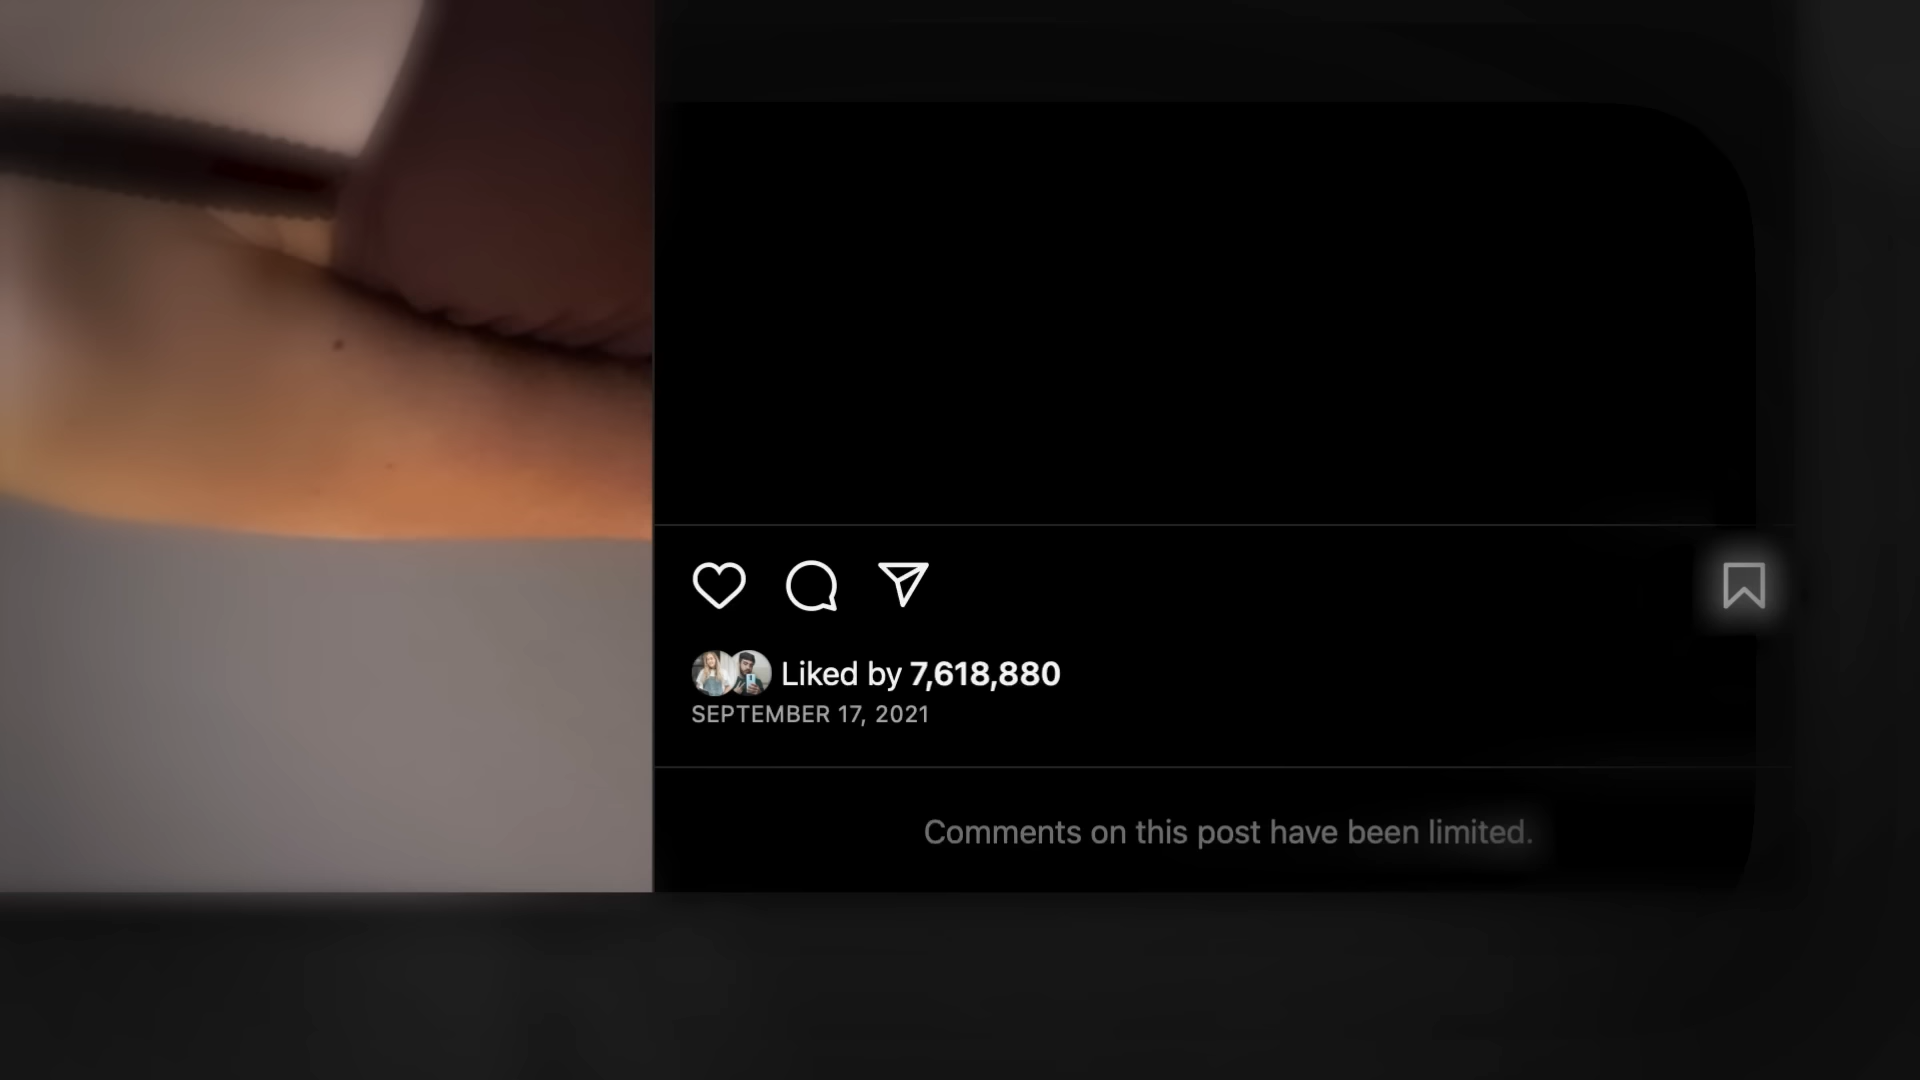 Liked by 7,618,880
SEPTEMBER 17, 2021
Comments on this post have been limited.